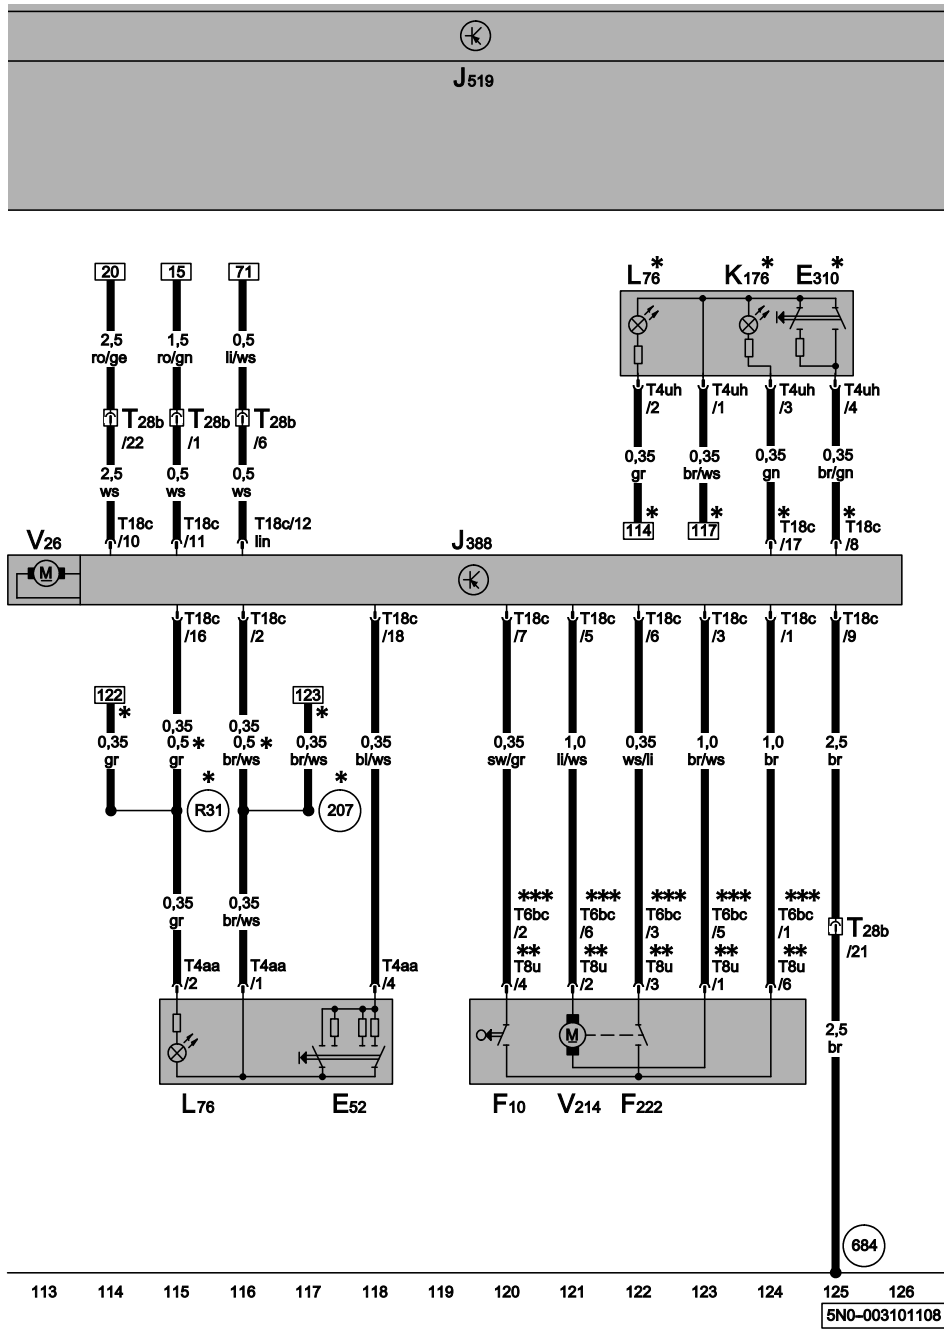 J519
20 15 71
L76* K176* E310*
2,5 1,5 0,5
ro/ge ro/gn li/ws
T4uh T4uh T4uh T4uh
/2 /1 /3 /4
T28b T28b T28b
/22 /1 /6
0,35 0,35 0,35 0,35
gr br/ws gn br/gn
2,5 0,5 0,5
ws ws ws
* * * *
114 117
T18c T18c T18c/12 T18c T18c
/10 /11 lin /17 /8
V26 J388
M
T18c T18c T18c T18c T18c T18c T18c T18c T18c
/16 /2 /18 /7 /5 /6 /3 /1 /9
122 123
* *
0,35 0,35
0,35 0,5* 0,5* 0,35 0,35 0,35 1,0 0,35 1,0 1,0 2,5
gr gr br/ws br/ws bl/ws sw/gr li/ws ws/li br/ws br br
* *
R31 207
0,35 0,35
gr br/ws
*** *** *** *** ***
T6bc T6bc T6bc T6bc T6bc
/2 /6 /3 /5 /1
T28b
/21
** ** ** ** **
T4aa T4aa T4aa T8u T8u T8u T8u T8u
/2 /1 /4 /4 /2 /3 /1 /6
M
2,5
br
L76 E52 F10 V214 F222
684
113 114 115 116 117 118 119 120 121 122 123 124 125 126
5N0-003101108